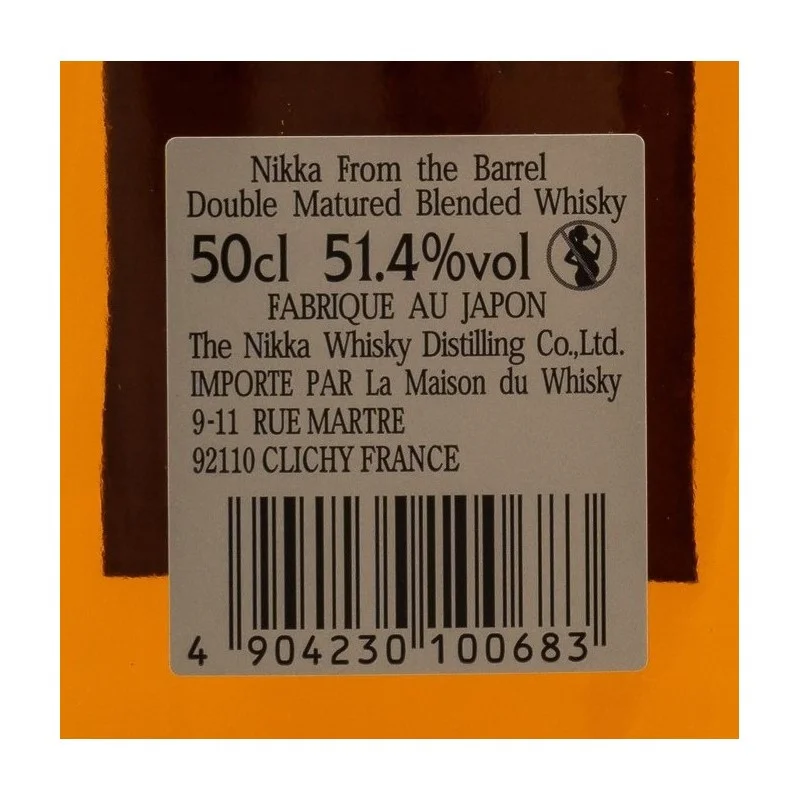 Nikka From the Barrel
Double Matured Blended Whisky
50cl 51.4%vol
FABRIQUE AU JAPON
The Nikka Whisky Distilling Co.,Ltd.
IMPORTE PAR La Maison du Whisky
9-11 RUE MARTRE
92110 CLICHY FRANCE
4 904230 100683